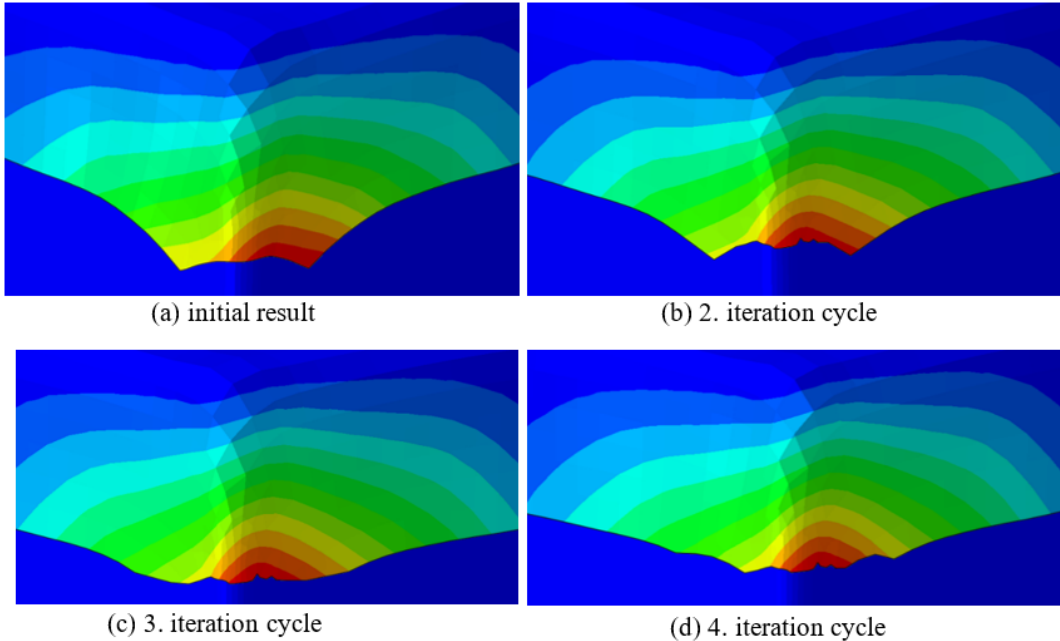 (a) initial result
(b) 2. iteration cycle
(c) 3. iteration cycle
(d) 4. iteration cycle